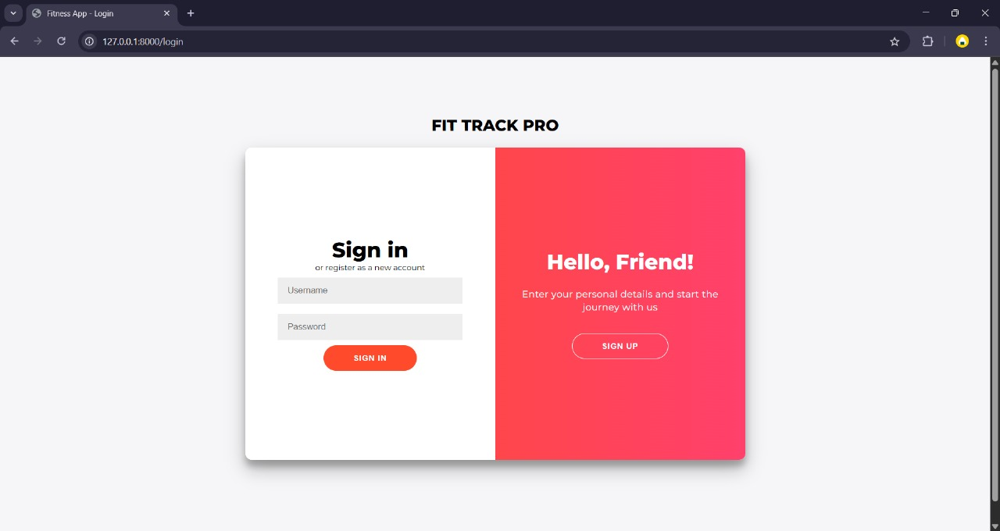 Fitness App - Login
127.0.0.1:8000/login
FIT TRACK PRO
Sign in
or register as a new account
Username
Password
SIGN IN
Hello, Friend!
Enter your personal details and start the
journey with us
SIGN UP